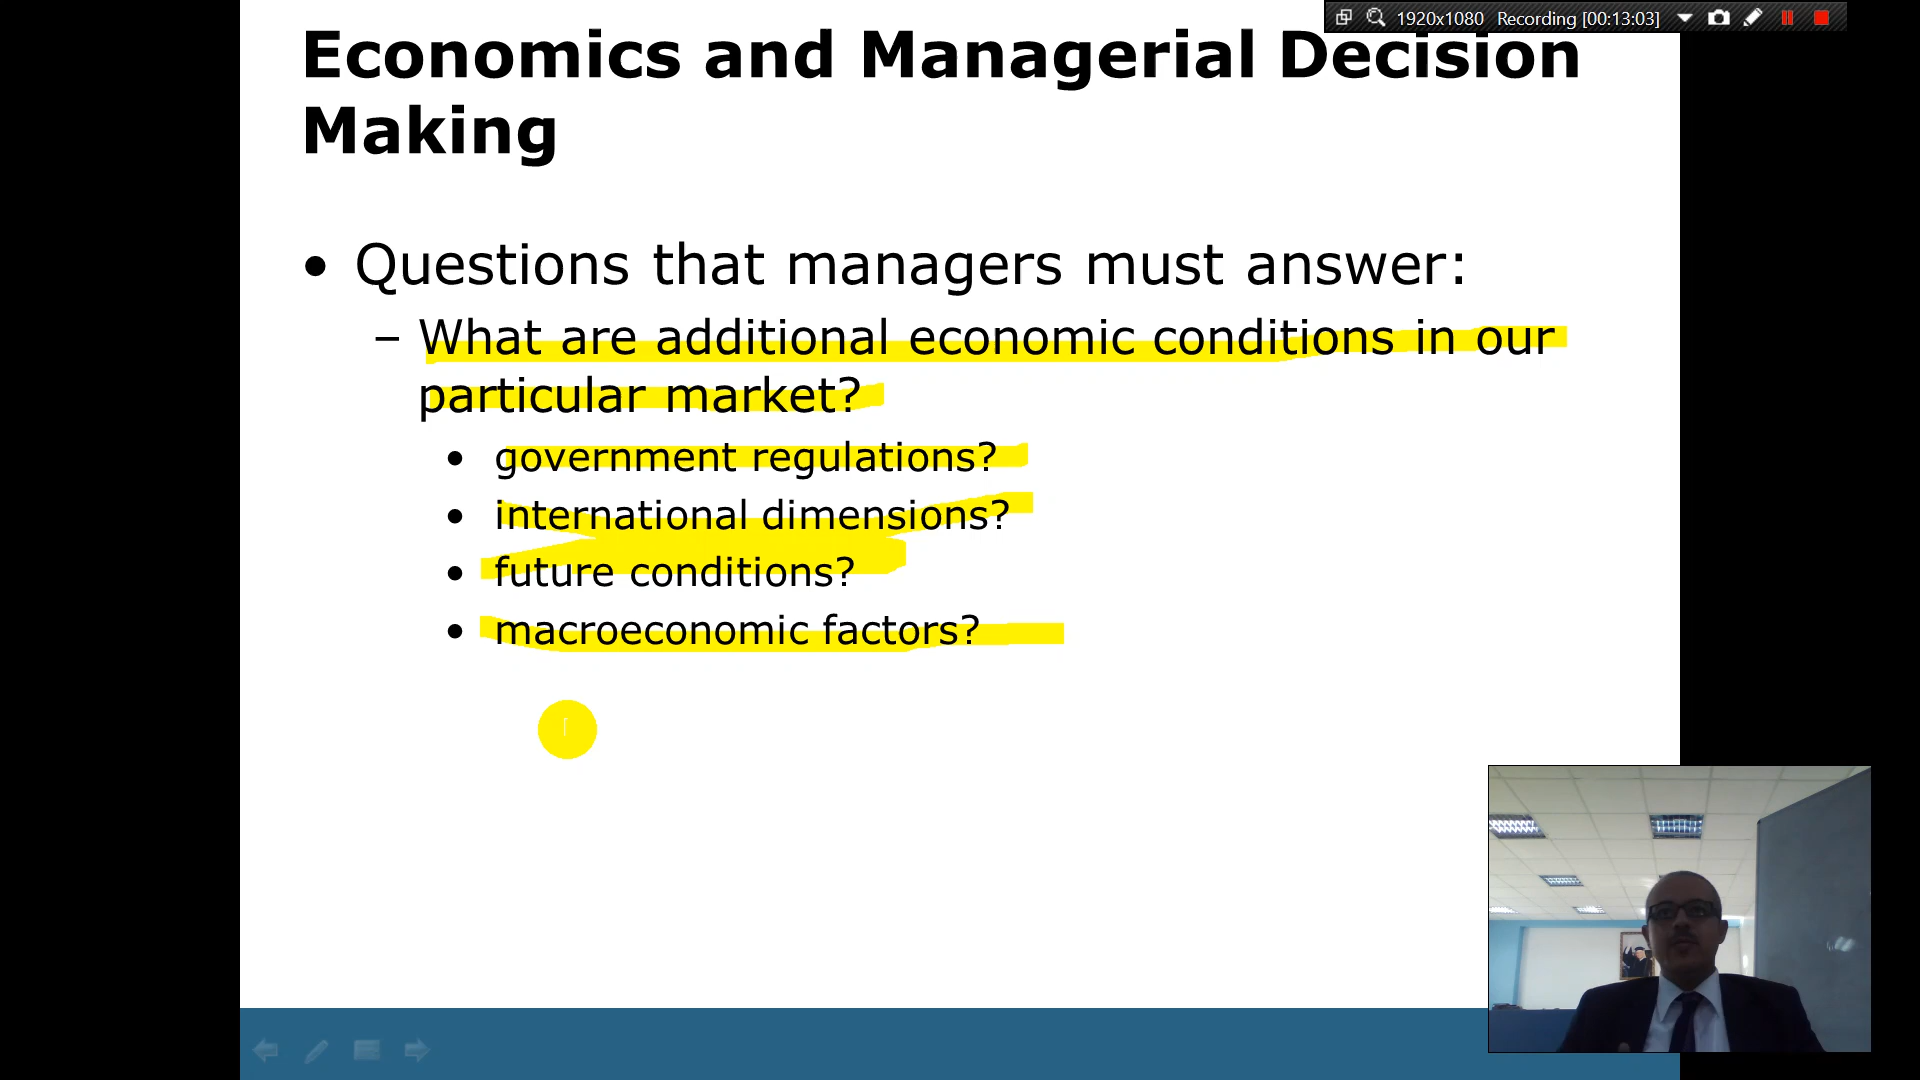 1920x1080 Recording [00:13:03]
Economics and Managerial Decision
Making
• Questions that managers must answer:
– What are additional economic conditions in our
particular market?
• government regulations?
• international dimensions?
• future conditions?
• macroeconomic factors?